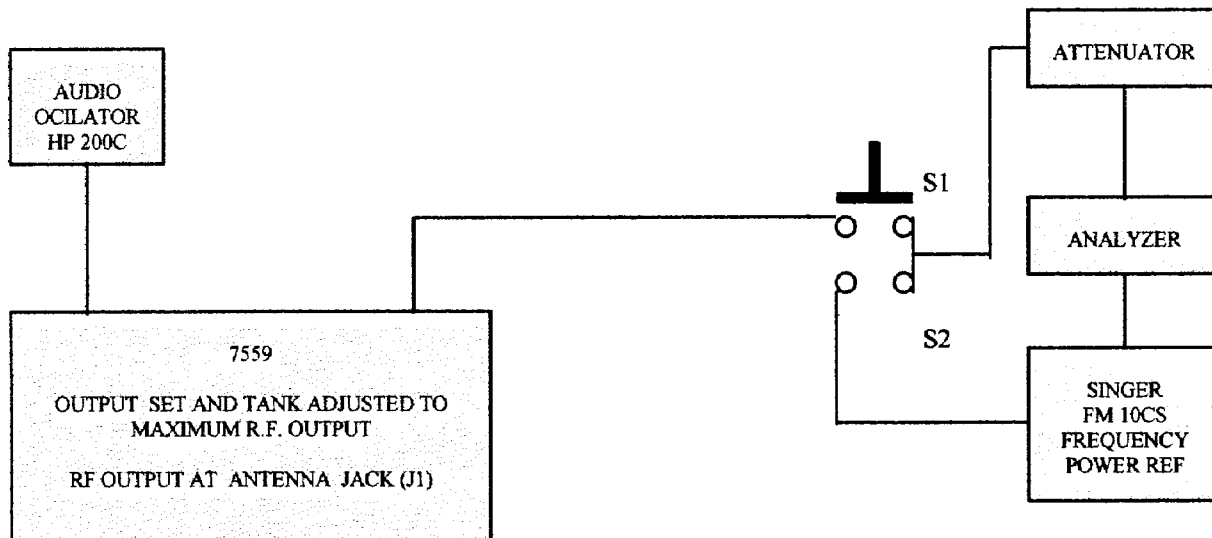 AUDIO
OCILATOR
HP 200C
ATTENUATOR
S1
ANALYZER
S2
7559
OUTPUT SET AND TANK ADJUSTED TO
MAXIMUM R.F. OUTPUT
RF OUTPUT AT ANTENNA JACK (J1)
SINGER
FM 10CS
FREQUENCY
POWER REF